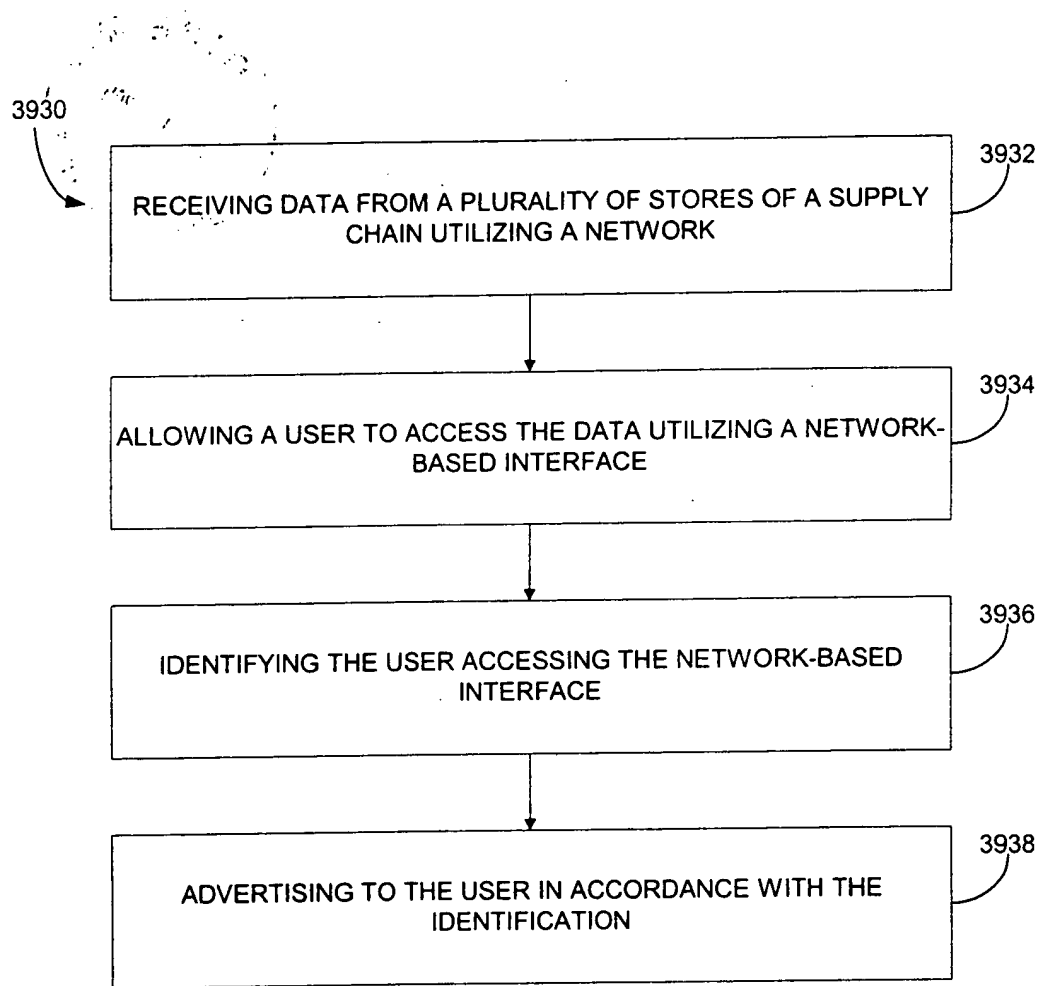 3930
3932
RECEIVING DATA FROM A PLURALITY OF STORES OF A SUPPLY
CHAIN UTILIZING A NETWORK
3934
ALLOWING A USER TO ACCESS THE DATA UTILIZING A NETWORK-
BASED INTERFACE
3936
IDENTIFYING THE USER ACCESSING THE NETWORK-BASED
INTERFACE
3938
ADVERTISING TO THE USER IN ACCORDANCE WITH THE
IDENTIFICATION